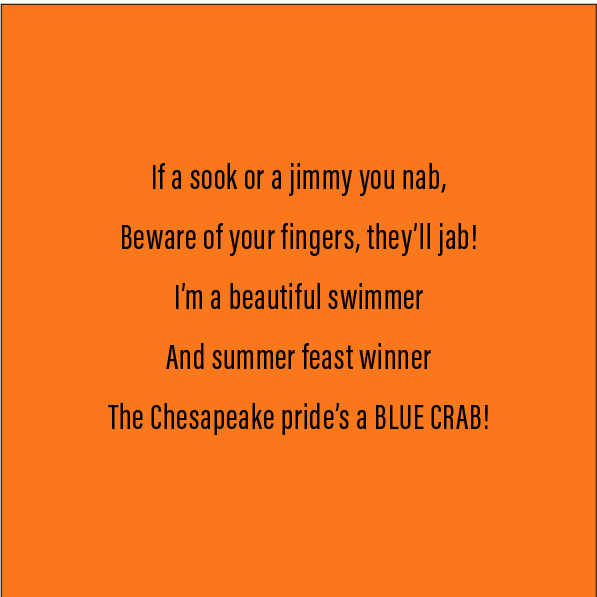 If a sook or a jimmy you nab,
Beware of your fingers, they’ll jab!
I’m a beautiful swimmer
And summer feast winner
The Chesapeake pride’s a BLUE CRAB!